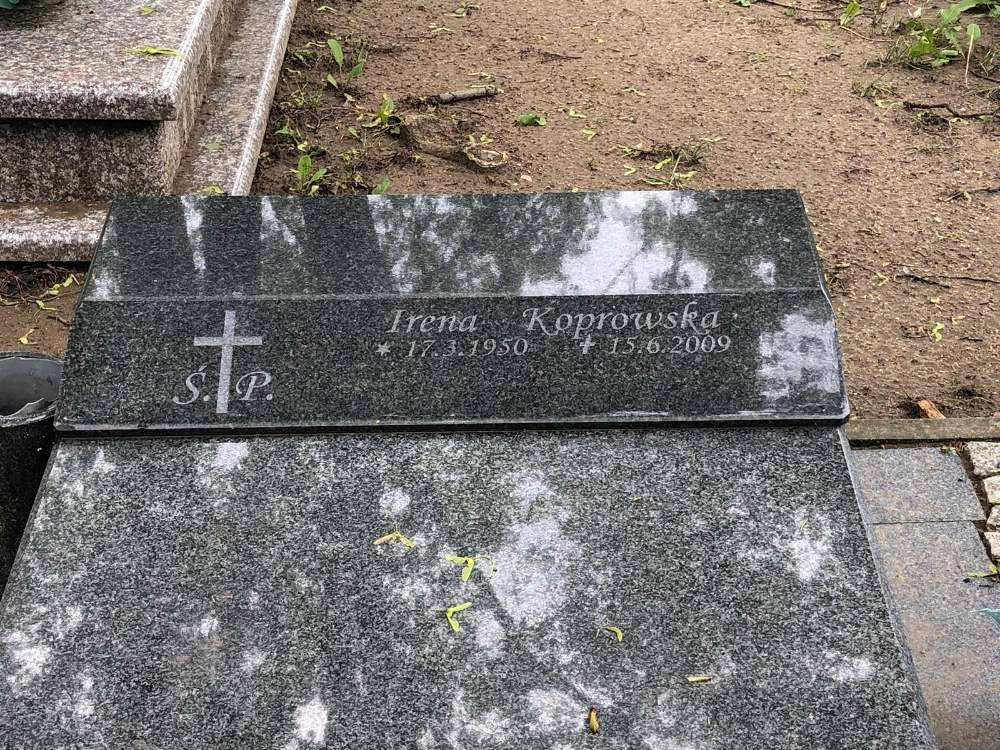 Irena Koprowska
* 17.3.1950 ✝ 15.6.2009
Ś. P.